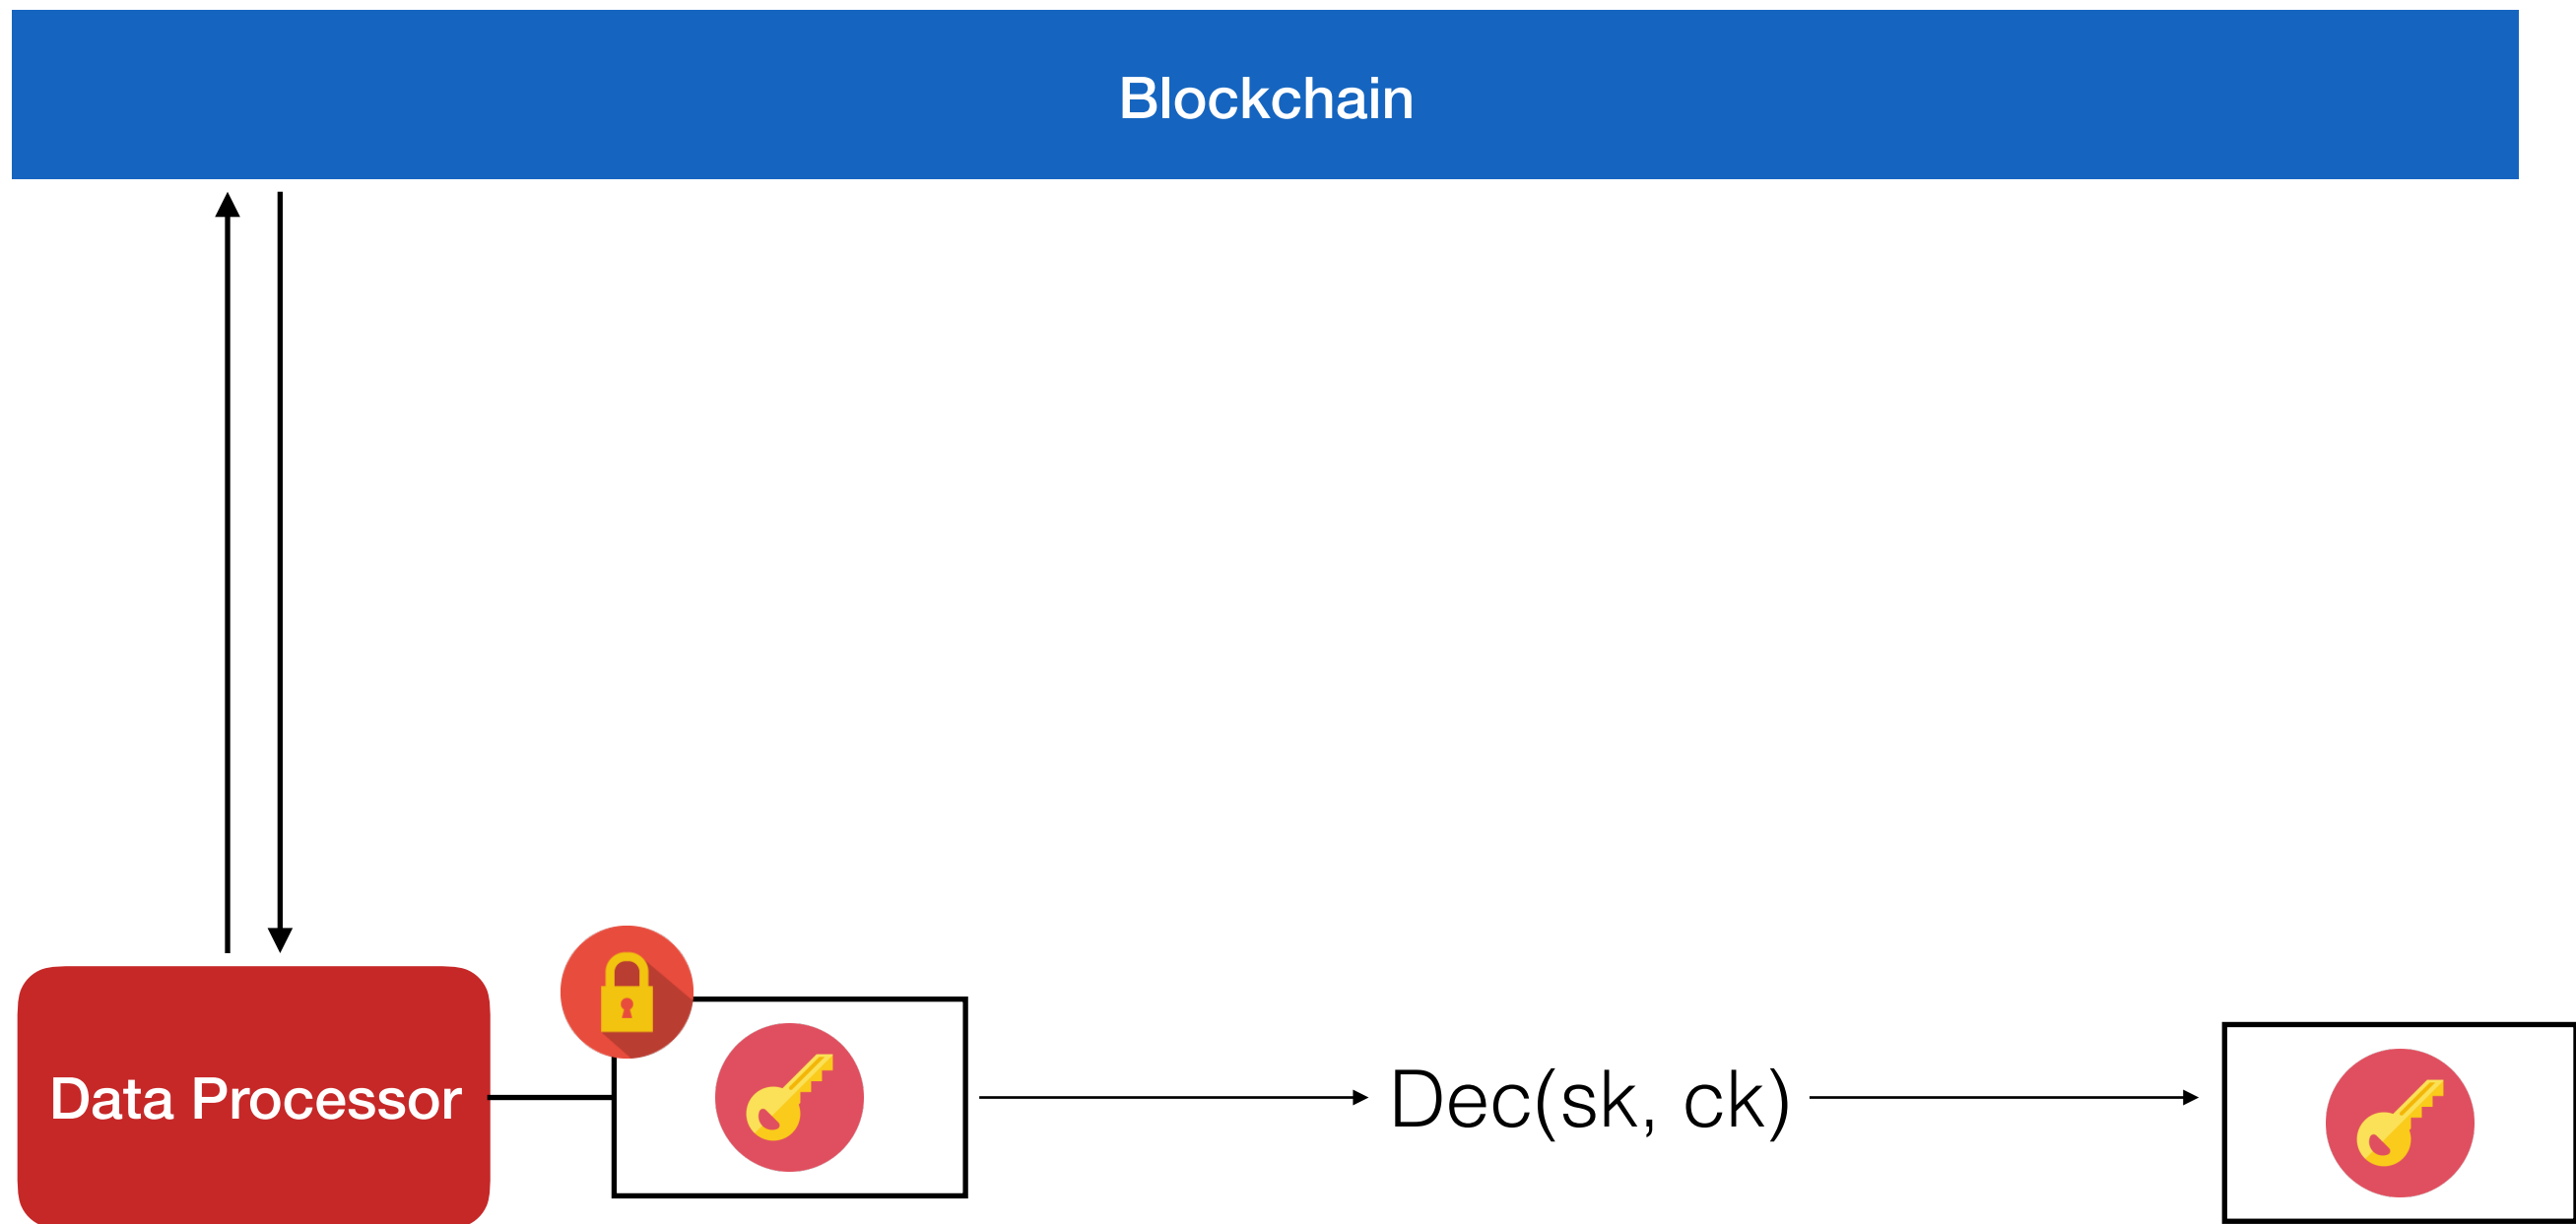 Blockchain
Data Processor
Dec(sk, ck)